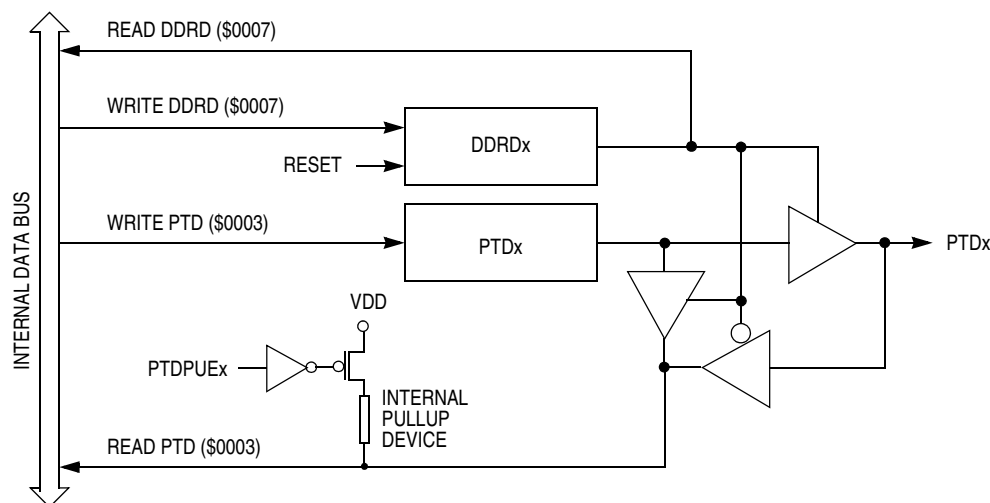 READ DDRD ($0007)
WRITE DDRD ($0007)
DDRDx
RESET
INTERNAL DATA BUS
WRITE PTD ($0003)
PTDx
PTDx
VDD
PTDPUEx
INTERNAL
PULLUP
DEVICE
READ PTD ($0003)